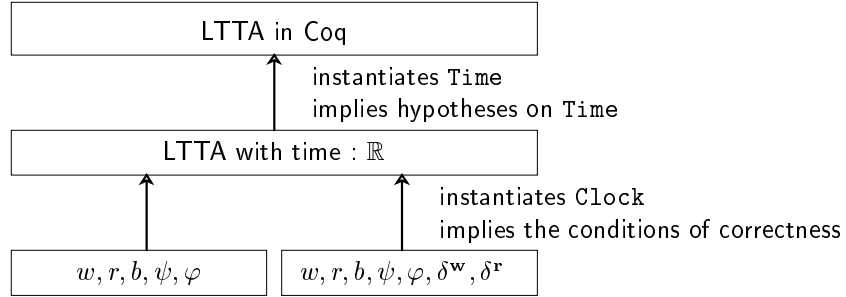 LTTA in Coq
instantiates Time
implies hypotheses on Time
LTTA with time : ℝ
instantiates Clock
implies the conditions of correctness
w, r, b, ψ, φ
w, r, b, ψ, φ, δ^w, δ^r